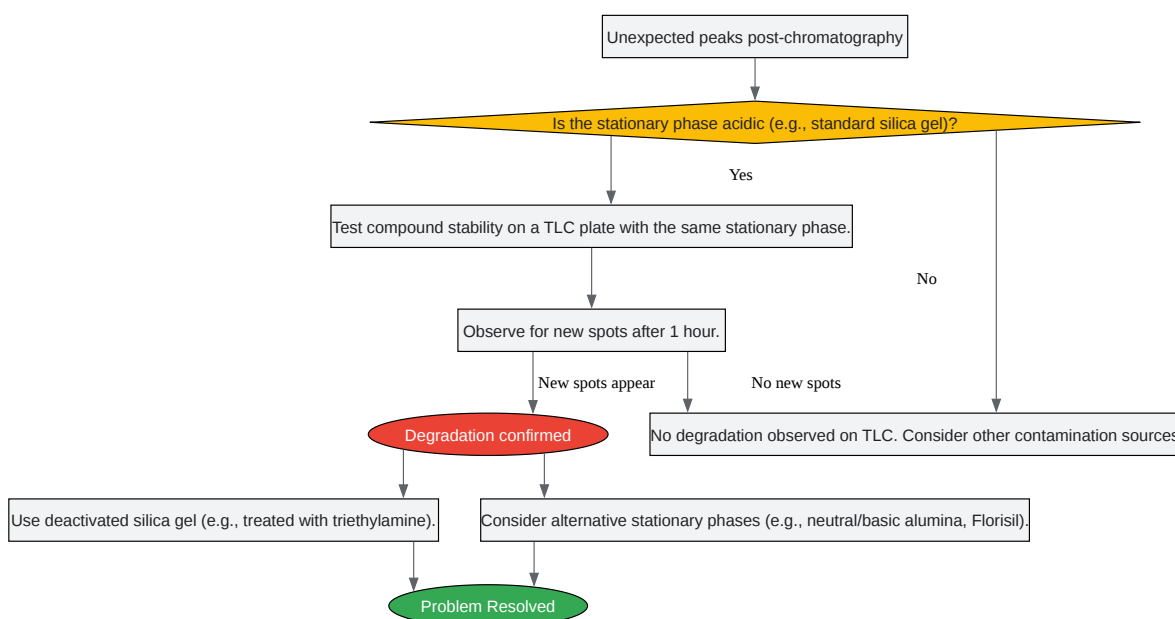 Unexpected peaks post-chromatography
Is the stationary phase acidic (e.g., standard silica gel)?
Yes
Test compound stability on a TLC plate with the same stationary phase.
No
Observe for new spots after 1 hour.
New spots appear
No new spots
Degradation confirmed
No degradation observed on TLC. Consider other contamination sources
Use deactivated silica gel (e.g., treated with triethylamine).
Consider alternative stationary phases (e.g., neutral/basic alumina, Florisil).
Problem Resolved